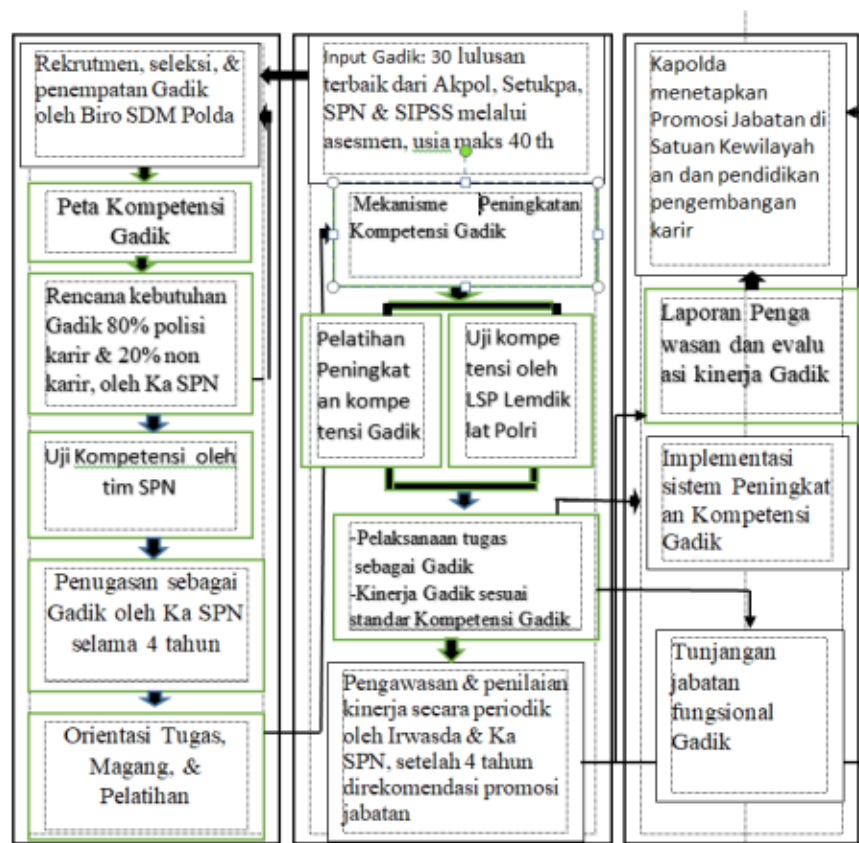 Rekrutmen, seleksi, &
penempatan Gadik
oleh Biro SDM Polda
Peta Kompetensi
Gadik
Rencana kebutuhan
Gadik 80% polisi
karir & 20% non
karir, oleh Ka SPN
Uji Kompetensi oleh
tim SPN
Penugasan sebagai
Gadik oleh Ka SPN
selama 4 tahun
Orientasi Tugas,
Magang, &
Pelatihan
Input Gadik: 30 lulusan
terbaik dari Akpol, Setukpa,
SPN & SIPSS melalui
asesmen, usia maks 40 th
Mekanisme Peningkatan
Kompetensi Gadik
Pelatihan
Peningkat
an kompe
tensi Gadik
Uji kompe
tensi oleh
LSP Lemdik
lat Polri
-Pelaksanaan tugas
sebagai Gadik
-Kinerja Gadik sesuai
standar Kompetensi Gadik
Pengawasan & penilaian
kinerja secara periodik
oleh Irwasda & Ka
SPN, setelah 4 tahun
direkomendasi promosi
jabatan
Kapolda
menetapkan
Promosi Jabatan di
Satuan Kewilayah
an dan pendidikan
pengembangan
karir
Laporan Penga
wasan dan evalu
asi kinerja Gadik
Implementasi
sistem Peningkat
an Kompetensi
Gadik
Tunjangan
jabatan
fungsional
Gadik